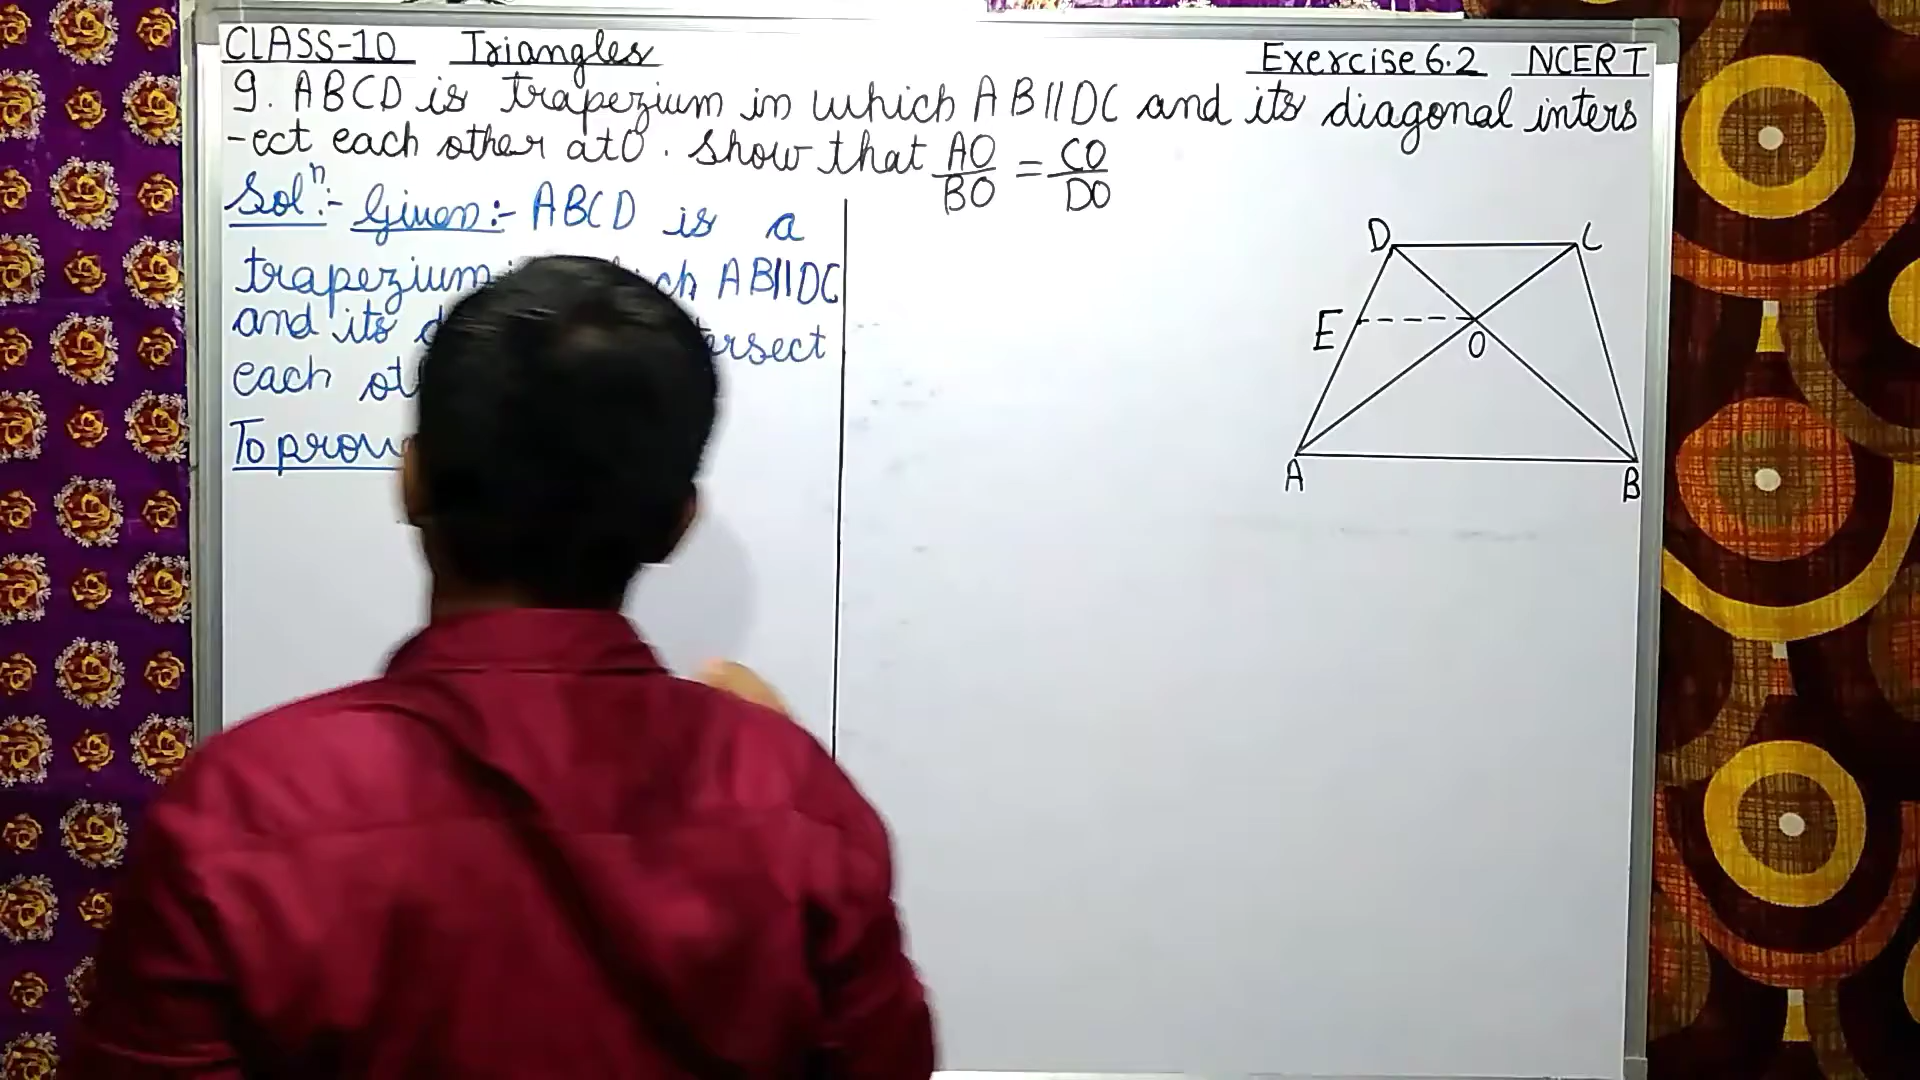 CLASS-10 Triangles Exercise 6.2 NCERT
9. ABCD is trapezium in which AB||DC and its diagonal inters
-ect each other at O. Show that AO/BO = CO/DO
Solⁿ:- Given:- ABCD is a
trapezium AB||DC
and its
each
To prove
D C
E O
A B